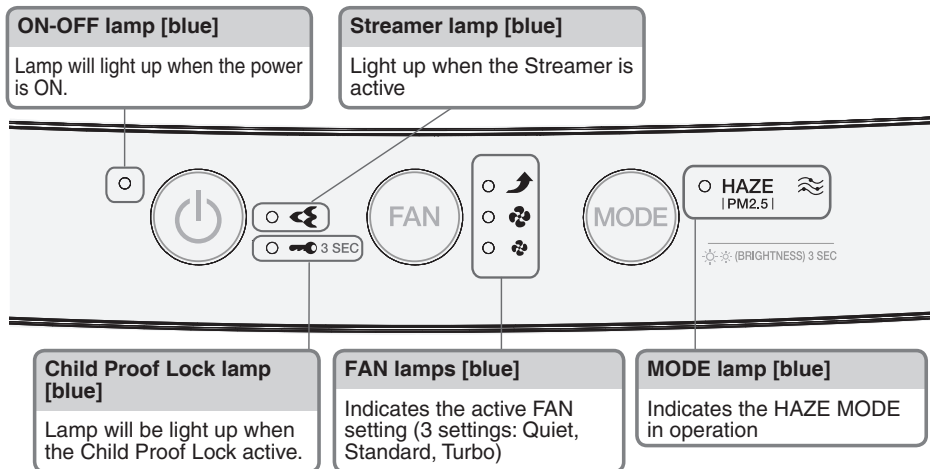 ON-OFF lamp [blue]
Lamp will light up when the power
is ON.
Streamer lamp [blue]
Light up when the Streamer is
active
3 SEC
FAN
MODE
HAZE
|PM2.5|
(BRIGHTNESS) 3 SEC
Child Proof Lock lamp
[blue]
Lamp will be light up when
the Child Proof Lock active.
FAN lamps [blue]
Indicates the active FAN
setting (3 settings: Quiet,
Standard, Turbo)
MODE lamp [blue]
Indicates the HAZE MODE
in operation